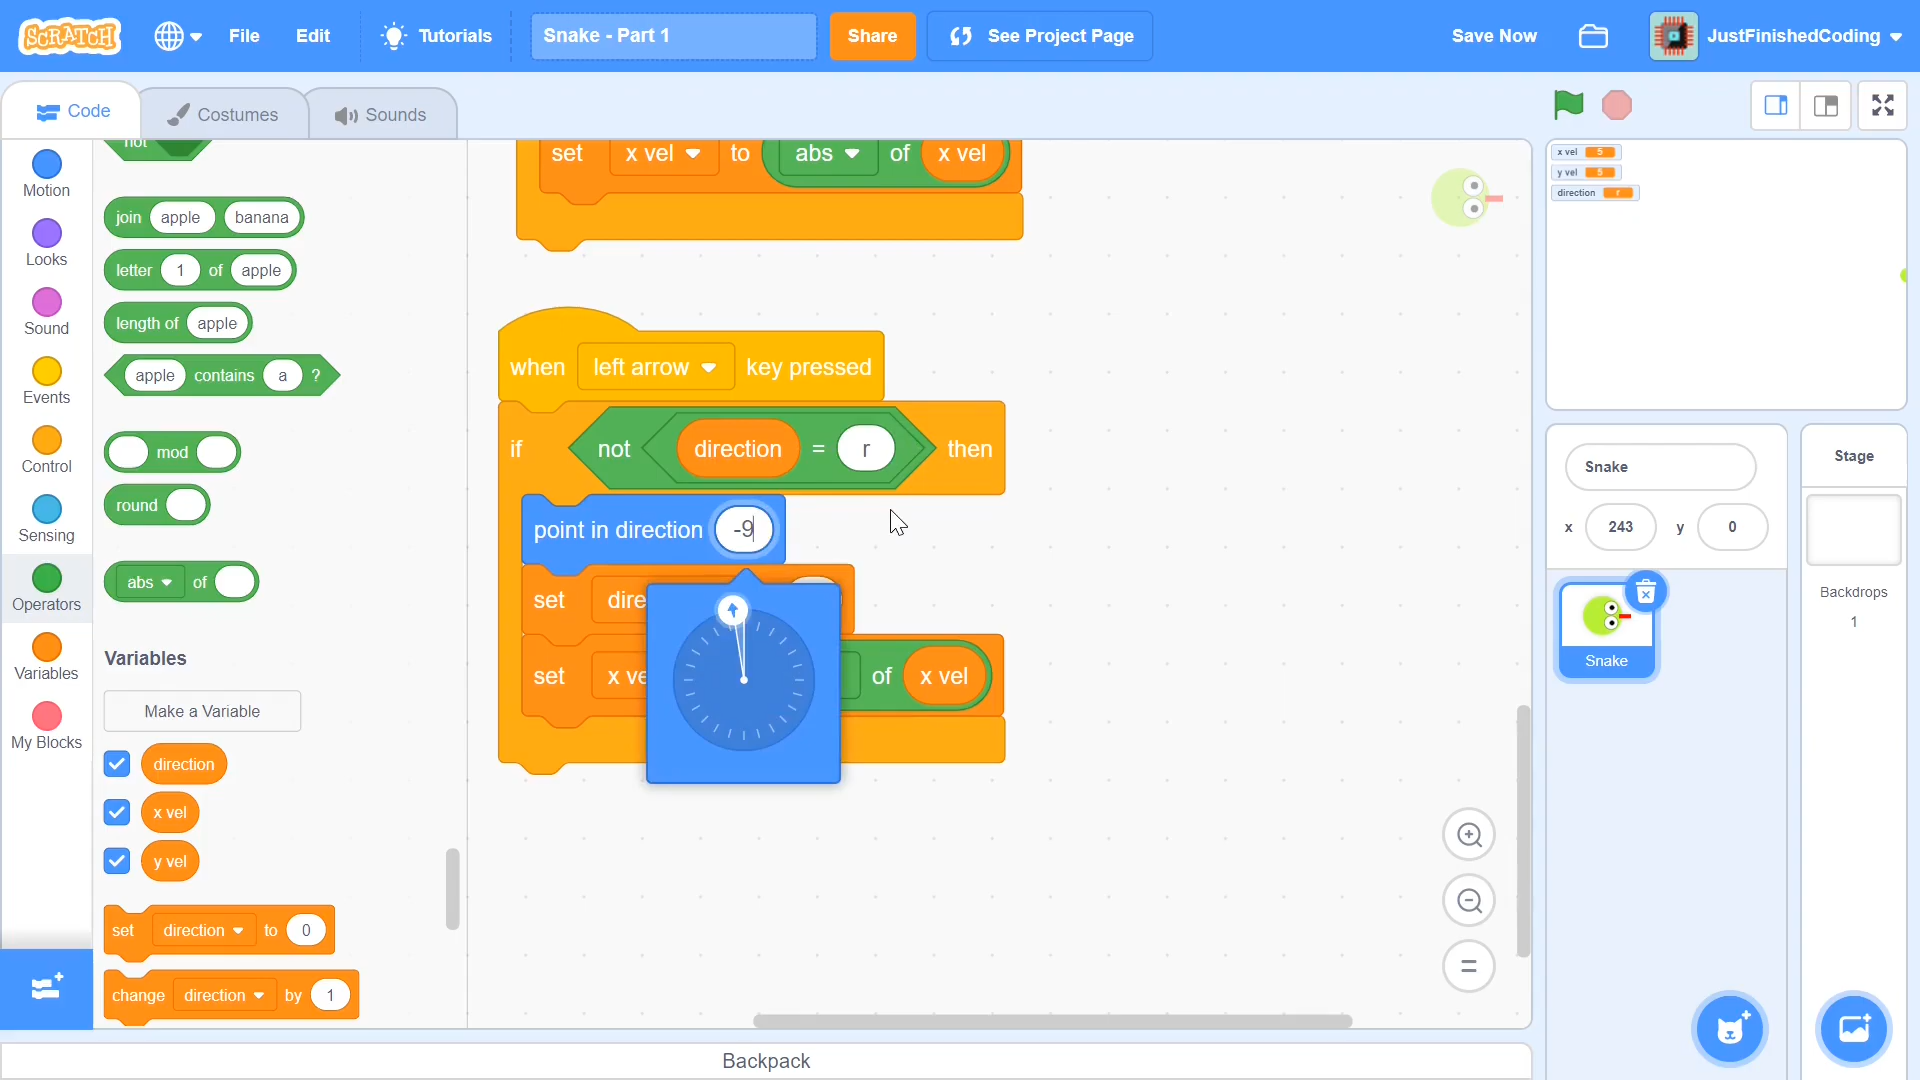 SCRATCH File Edit Tutorials Snake - Part 1 Share See Project Page Save Now JustFinishedCoding
Code Costumes Sounds
Motion
Looks
Sound
Events
Control
Sensing
Operators
Variables
My Blocks
not
join apple banana
letter 1 of apple
length of apple
apple contains a ?
mod
round
abs of
Variables
Make a Variable
direction
x vel
y vel
set direction to 0
change direction by 1
set x vel to abs of x vel
when left arrow key pressed
if not direction = r then
point in direction -9
set dire
set x ve of x vel
x vel 5
y vel 5
direction r
Snake
x 243 y 0
Snake
Stage
Backdrops
1
Backpack